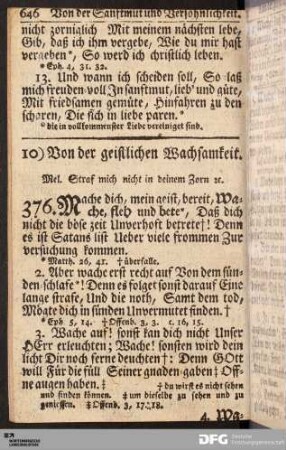 646 Von der Sanftmut und Versöhnlichkeit.
nicht zorniglich Mit meinem nächsten lebe,
Gib, daß ich ihm vergebe, Wie du mir hast
vergeben*, So werd ich christlich leben.
* Eph. 4, 31. 32.
13. Und wann ich scheiden soll, So laß
mich freuden-voll In sanftmut, lieb' und güte,
Mit friedsamen gemüte, Hinfahren zu den
schoren, Die sich in liebe paren.*
* die in vollkommenster Liebe vereiniget sind.
10) Von der geistlichen Wachsamkeit.
Mel. Straf mich nicht in deinem Zorn ꝛc.
376. Mache dich, mein geist, bereit, Wa-
che, fleh und bete*, Daß dich
nicht die böse zeit Unverhoft betrete†! Denn
es ist Satans list Ueber viele frommen Zur
versuchung kommen.
* Matth. 26, 41. † überfalle.
2. Aber wache erst recht auf Von dem sün-
den-schlafe*! Denn es folget sonst darauf Eine
lange strafe, Und die noth, Samt dem tod,
Möchte dich in sünden Unvermutet finden.†
* Eph. 5, 14. † Offenb. 3, 3. c. 16, 15.
3. Wache auf! sonst kan dich nicht Unser
HErr erleuchten; Wache! sonsten wird dein
licht Dir noch ferne deuchten†: Denn GOtt
will Für die füll Seiner gnaden-gaben‡ Off-
ne augen haben.‡ † du wirst es nicht sehen
und finden können. ‡ um dieselbe zu sehen und zu
geniessen. ‡ Offenb. 3, 17. 18.
4. Wa-
DFG Deutsche
Forschungsgemeinschaft